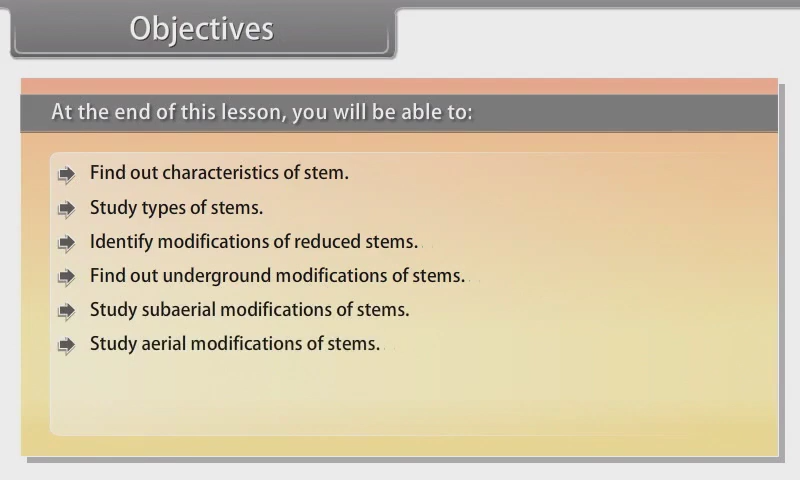 Objectives
At the end of this lesson, you will be able to:
Find out characteristics of stem.
Study types of stems.
Identify modifications of reduced stems.
Find out underground modifications of stems.
Study subaerial modifications of stems.
Study aerial modifications of stems.